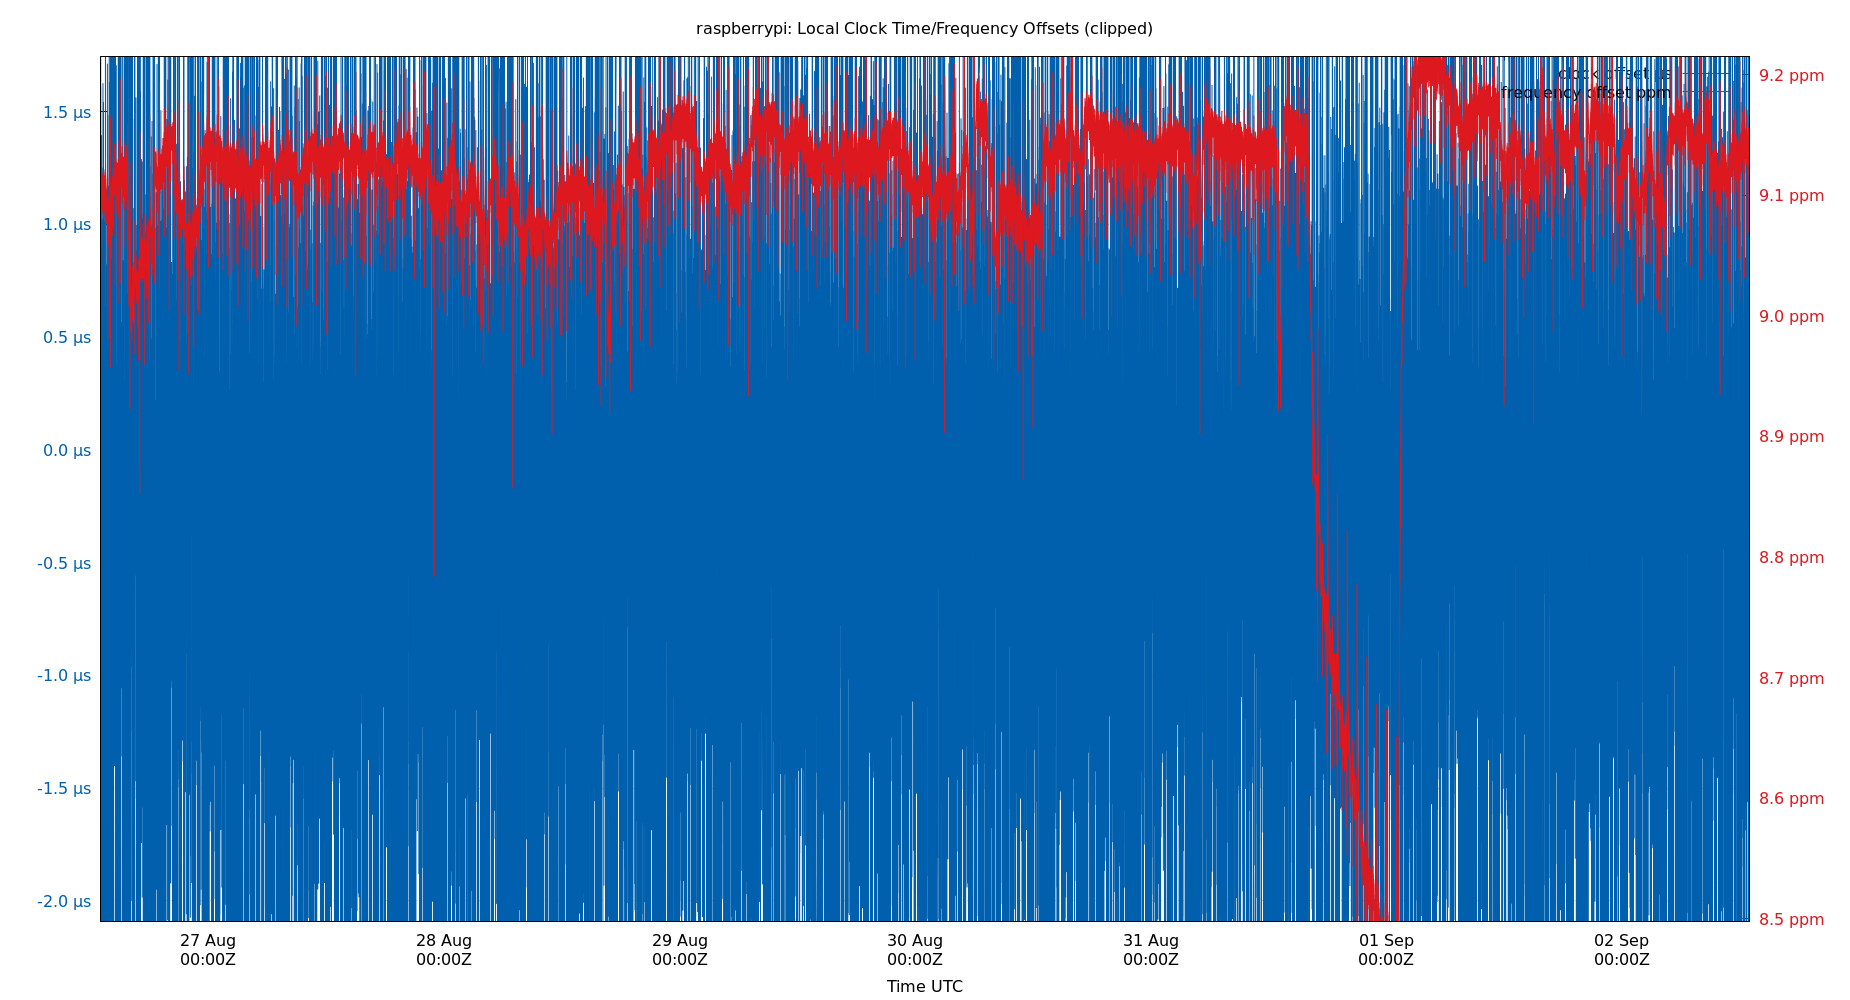 raspberrypi: Local Clock Time/Frequency Offsets (clipped)
clock offset µs
frequency offset ppm
1.5 µs
1.0 µs
0.5 µs
0.0 µs
-0.5 µs
-1.0 µs
-1.5 µs
-2.0 µs
9.2 ppm
9.1 ppm
9.0 ppm
8.9 ppm
8.8 ppm
8.7 ppm
8.6 ppm
8.5 ppm
27 Aug
00:00Z
28 Aug
00:00Z
29 Aug
00:00Z
30 Aug
00:00Z
31 Aug
00:00Z
01 Sep
00:00Z
02 Sep
00:00Z
Time UTC